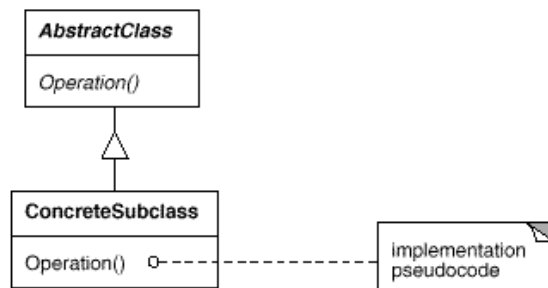 AbstractClass
Operation()
ConcreteSubclass
Operation()
implementation
pseudocode